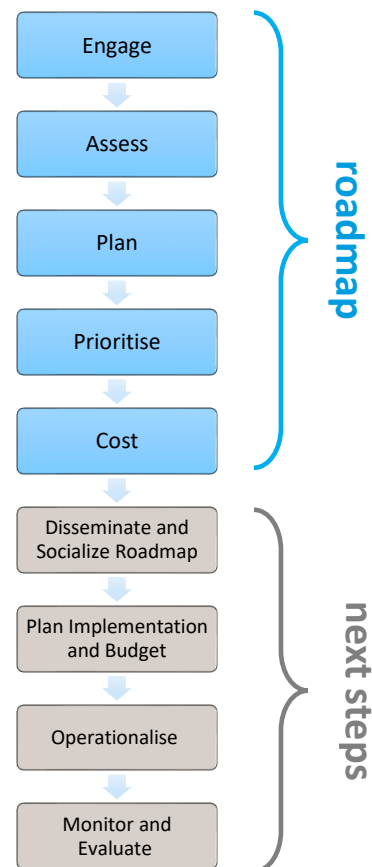 Engage
Assess
Plan
Prioritise
Cost
roadmap
Disseminate and
Socialize Roadmap
Plan Implementation
and Budget
Operationalise
Monitor and
Evaluate
next steps